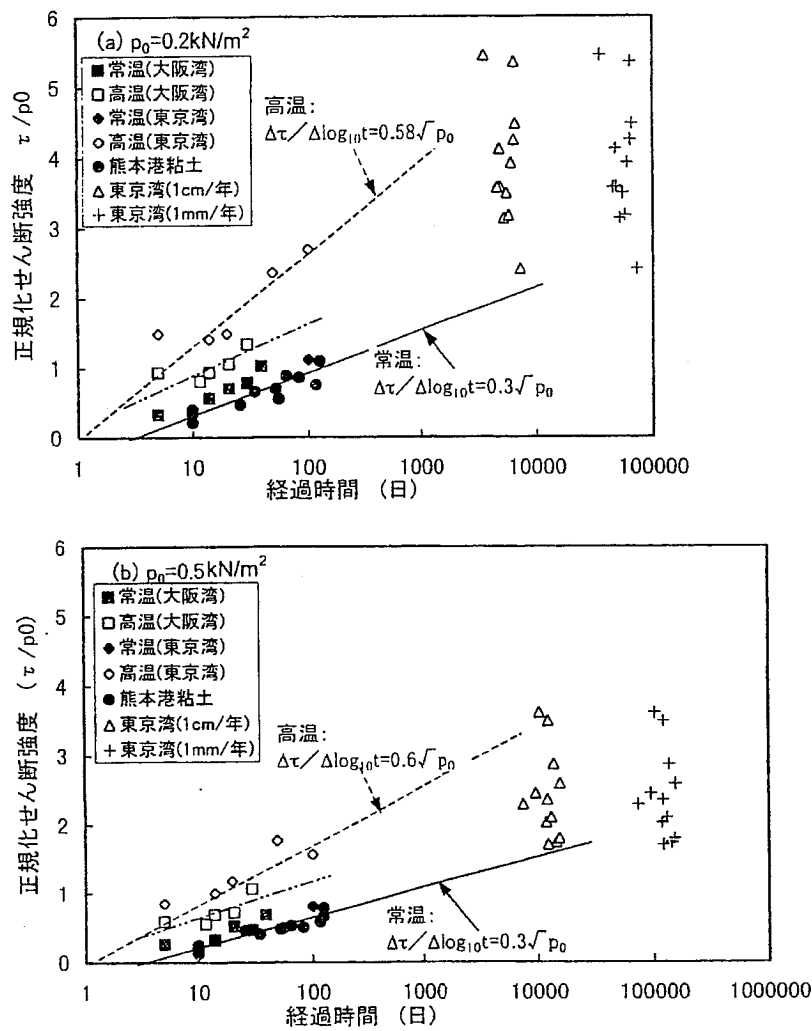 (a) p₀=0.2kN/m²
常温(大阪湾)
高温(大阪湾)
常温(東京湾)
高温(東京湾)
熊本港粘土
東京湾(1cm/年)
東京湾(1mm/年)
高温:
Δτ/Δlog₁₀t=0.58√p₀
常温:
Δτ/Δlog₁₀t=0.3√p₀
正規化せん断強度 τ/p0
6
5
4
3
2
1
0
1 10 100 1000 10000 100000
経過時間 (日)
(b) p₀=0.5kN/m²
常温(大阪湾)
高温(大阪湾)
常温(東京湾)
高温(東京湾)
熊本港粘土
東京湾(1cm/年)
東京湾(1mm/年)
高温:
Δτ/Δlog₁₀t=0.6√p₀
常温:
Δτ/Δlog₁₀t=0.3√p₀
正規化せん断強度 (τ/p0)
6
5
4
3
2
1
0
1 10 100 1000 10000 100000 1000000
経過時間 (日)